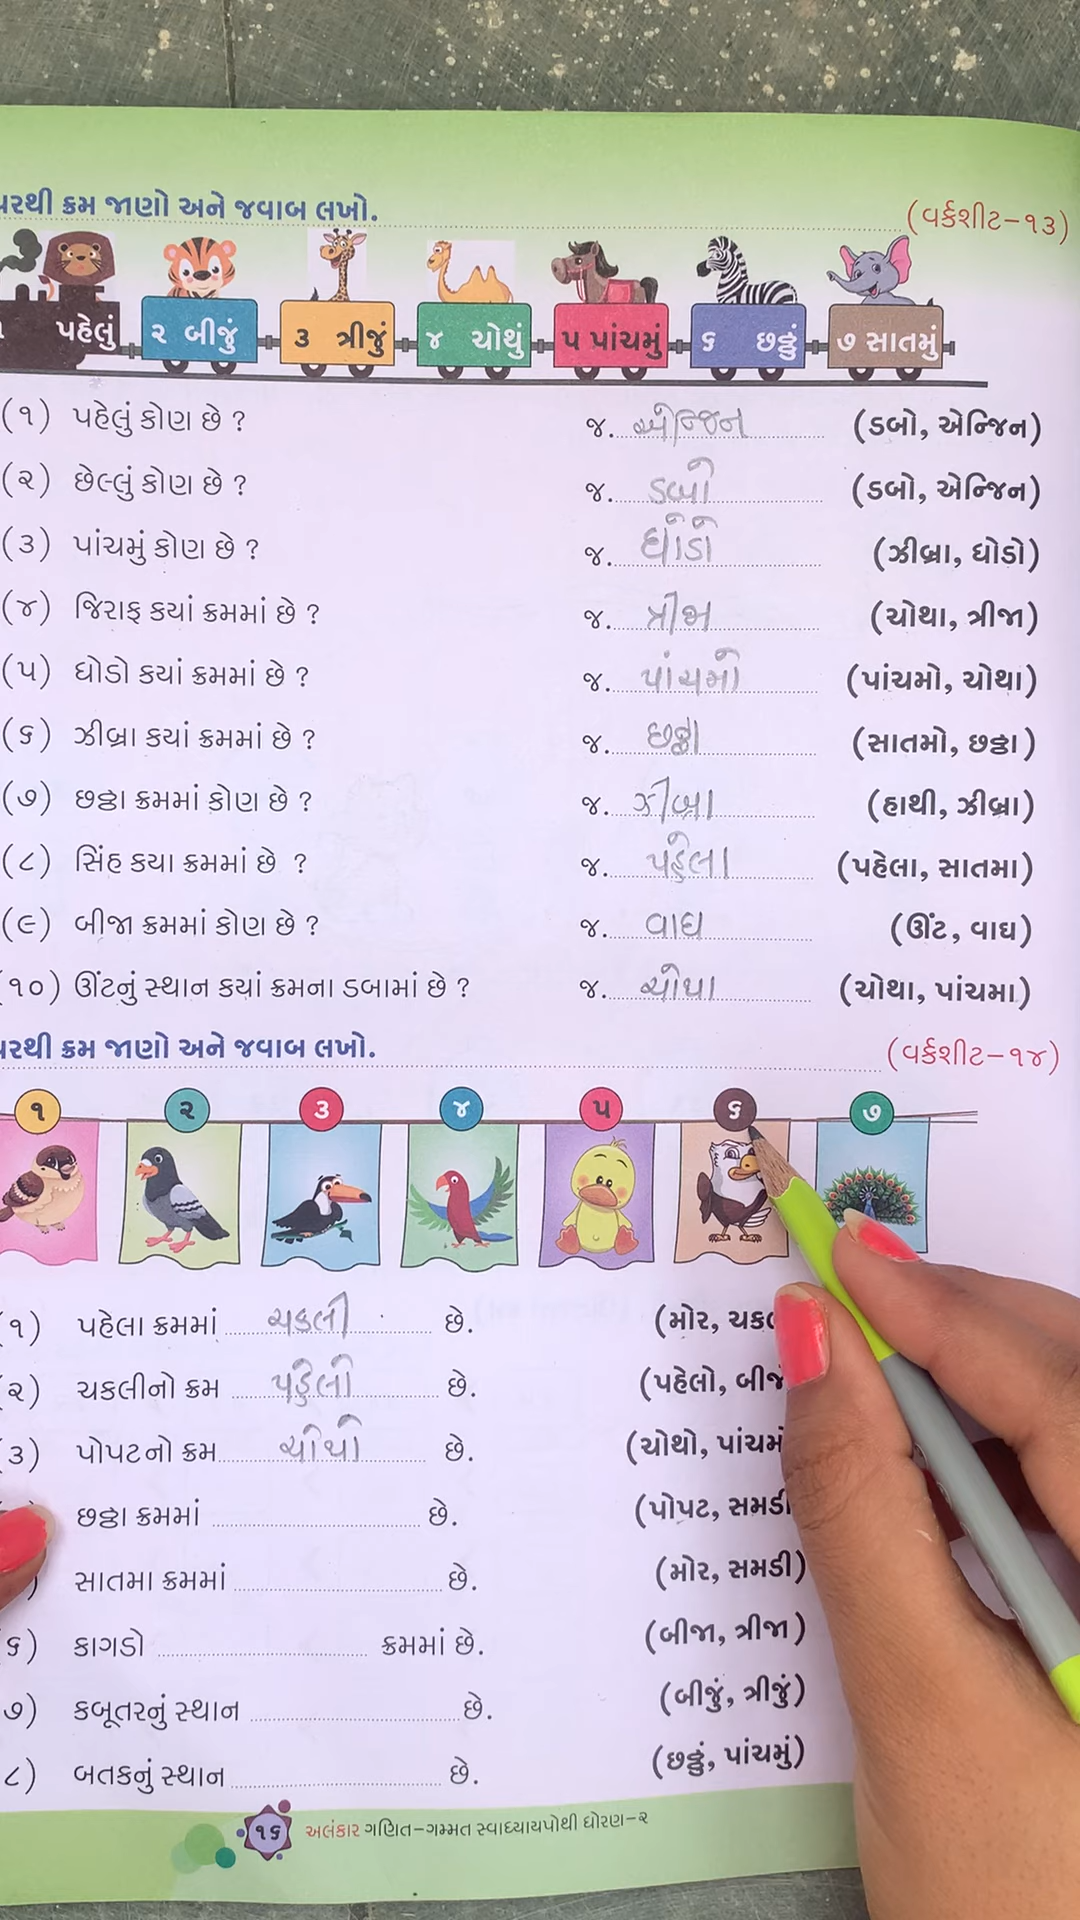 પરથી ક્રમ જાણો અને જવાબ લખો.
(વર્કશીટ-૧૩)
પહેલું ૨ બીજું ૩ ત્રીજું ૪ ચોથું ૫ પાંચમું ૬ છઠ્ઠું ૭ સાતમું
(૧) પહેલું કોણ છે ? જ. એન્જિન (ડબો, એન્જિન)
(૨) છેલ્લું કોણ છે ? જ. ડબો (ડબો, એન્જિન)
(૩) પાંચમું કોણ છે ? જ. ઘોડો (ઝીબ્રા, ઘોડો)
(૪) જિરાફ કયાં ક્રમમાં છે ? જ. ત્રીજા (ચોથા, ત્રીજા)
(૫) ઘોડો કયાં ક્રમમાં છે ? જ. પાંચમો (પાંચમો, ચોથા)
(૬) ઝીબ્રા કયાં ક્રમમાં છે ? જ. છઠ્ઠા (સાતમો, છઠ્ઠા)
(૭) છઠ્ઠા ક્રમમાં કોણ છે ? જ. ઝીબ્રા (હાથી, ઝીબ્રા)
(૮) સિંહ કયા ક્રમમાં છે ? જ. પહેલા (પહેલા, સાતમા)
(૯) બીજા ક્રમમાં કોણ છે ? જ. વાઘ (ઊંટ, વાઘ)
૧૦) ઊંટનું સ્થાન કયાં ક્રમના ડબામાં છે ? જ. ચોથા (ચોથા, પાંચમા)
પરથી ક્રમ જાણો અને જવાબ લખો.
(વર્કશીટ-૧૪)
૧ ૨ ૩ ૪ ૫ ૬ ૭
૧) પહેલા ક્રમમાં ચકલી છે. (મોર,
૨) ચકલીનો ક્રમ પહેલો છે. (પહેલો,
૩) પોપટનો ક્રમ ચોથો છે. (ચોથો,
છઠ્ઠા ક્રમમાં છે. (પોપટ, સમડી
સાતમા ક્રમમાં છે. (મોર, સમડી)
૬) કાગડો ક્રમમાં છે. (બીજા, ત્રીજા)
૭) કબૂતરનું સ્થાન છે. (બીજું, ત્રીજું)
૮) બતકનું સ્થાન છે. (છઠ્ઠું, પાંચમું)
૧૬ અલંકાર ગણિત-ગમ્મત સ્વાધ્યાયપોથી ધોરણ-૨